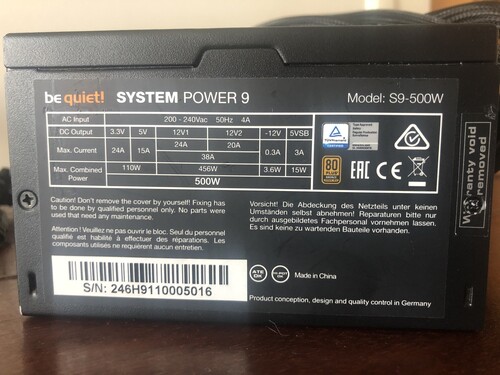 be quiet! SYSTEM POWER 9 Model: S9-500W
AC Input 200 - 240Vac 50Hz 4A
DC Output 3.3V 5V 12V1 12V2 -12V 5VSB
Max. Current 24A 15A 24A 20A 0.3A 3A
38A
Max. Combined Power 110W 456W 3.6W 15W
500W
80 PLUS
EAC CE
Caution! Don't remove the cover by yourself! Fixing has
to be done by educated personnel only. No parts were
used that need any maintenance.
Attention ! Veuillez ne pas ouvrir le bloc. Seul du personnel
qualifié est habilité à effectuer des réparations. Les
composants utilisés ne requièrent aucun entretien.
Vorsicht! Die Abdeckung des Netzteils unter keinen
Umständen selbst abnehmen! Reparaturen bitte nur
durch ausgebildetes Fachpersonal vornehmen lassen.
Es sind keine zu wartenden Bauteile vorhanden.
S/N: 246H9110005016
Made in China
Product conception, design and quality control in Germany
Warranty void
if removed